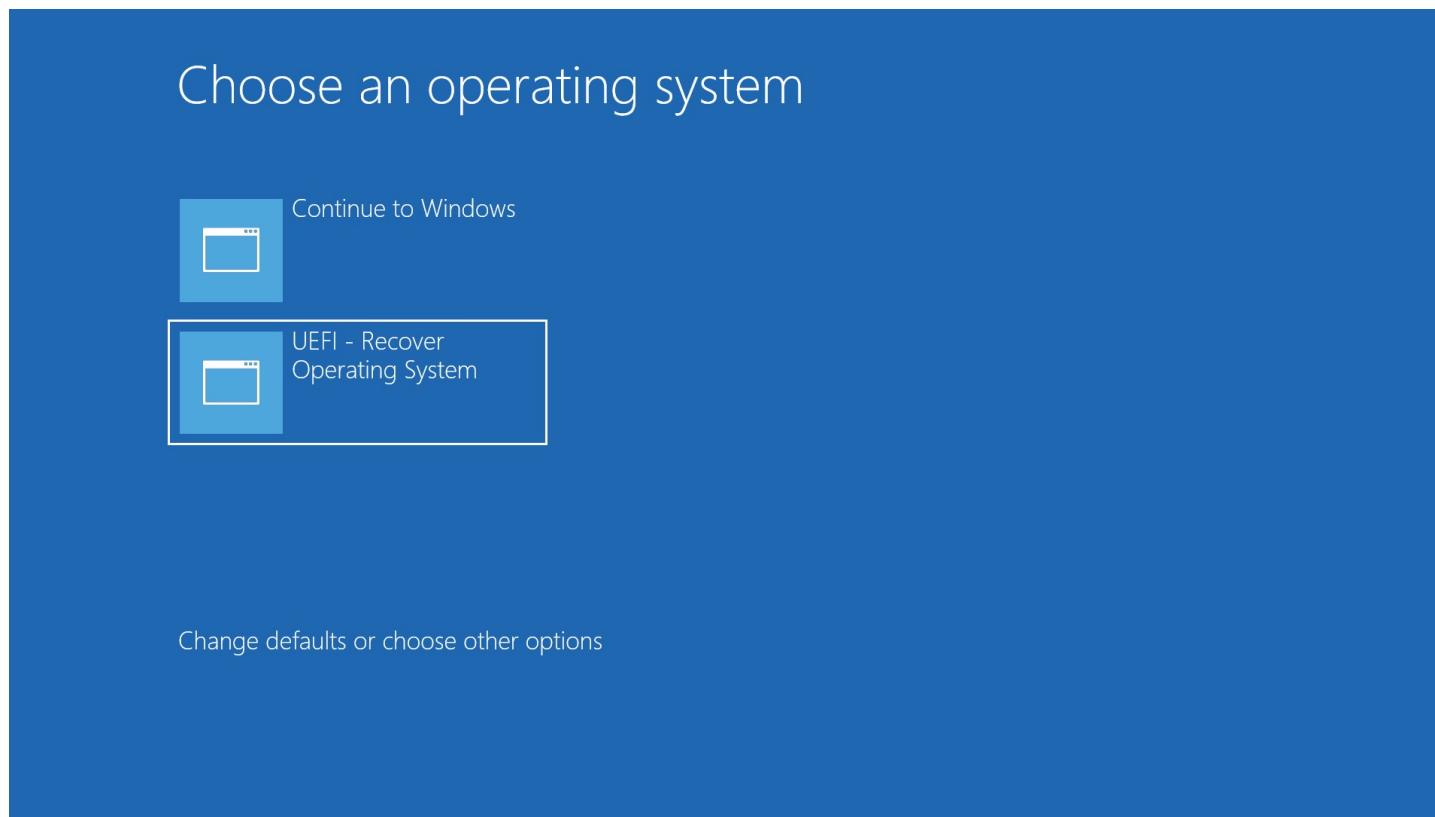 Choose an operating system
Continue to Windows
UEFI - Recover
Operating System
Change defaults or choose other options